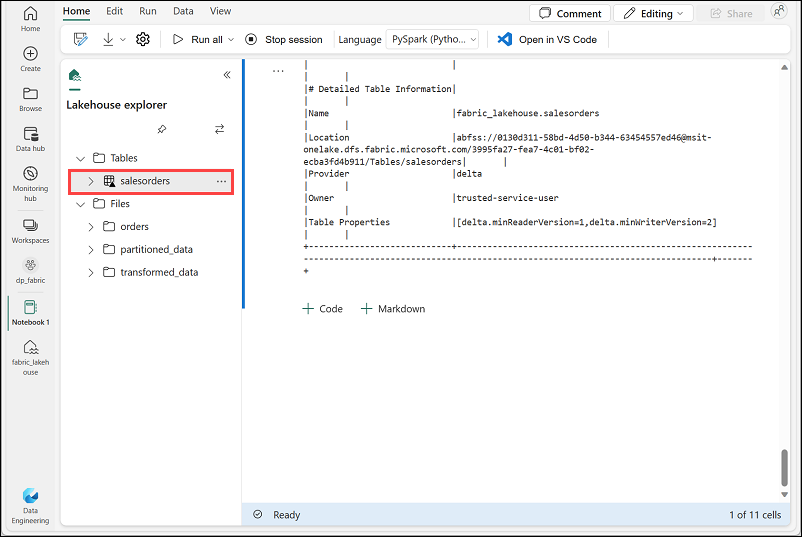 Home
Create
Browse
Data hub
Monitoring
hub
Workspaces
dp_fabric
Notebook 1
fabric_lakeh
ouse
Data
Engineering
Home Edit Run Data View
Comment Editing Share
Run all Stop session Language PySpark (Pytho... Open in VS Code
Lakehouse explorer
Tables
salesorders ...
Files
orders
partitioned_data
transformed_data
...
| |
| |
|# Detailed Table Information|
| |
|Name |fabric_lakehouse.salesorders
| |
|Location |abfss://0130d311-58bd-4d50-b344-63454557ed46@msit-
onelake.dfs.fabric.microsoft.com/3995fa27-fea7-4c01-bf02-
ecba3fd4b911/Tables/salesorders| |
|Provider |delta
| |
|Owner |trusted-service-user
| |
|Table Properties |[delta.minReaderVersion=1,delta.minWriterVersion=2]
| |
+----------------------------+----------------------------------------------------------
--------------------------------------------------------------------------------+-------
+
+ Code + Markdown
Ready 1 of 11 cells